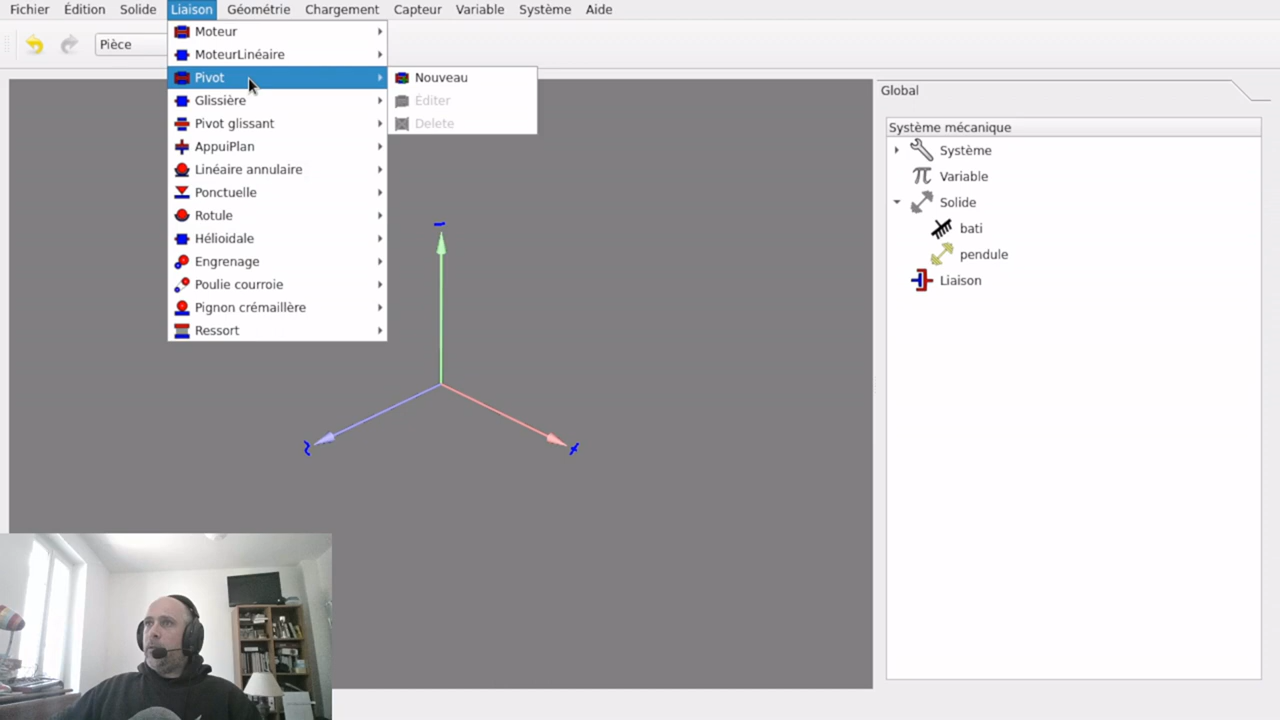 Fichier Édition Solide Liaison Géométrie Chargement Capteur Variable Système Aide
Pièce
Moteur
MoteurLinéaire
Pivot
Glissière
Pivot glissant
AppuiPlan
Linéaire annulaire
Ponctuelle
Rotule
Hélioidale
Engrenage
Poulie courroie
Pignon crémaillère
Ressort
Nouveau
Éditer
Delete
Global
Système mécanique
Système
Variable
Solide
bati
pendule
Liaison